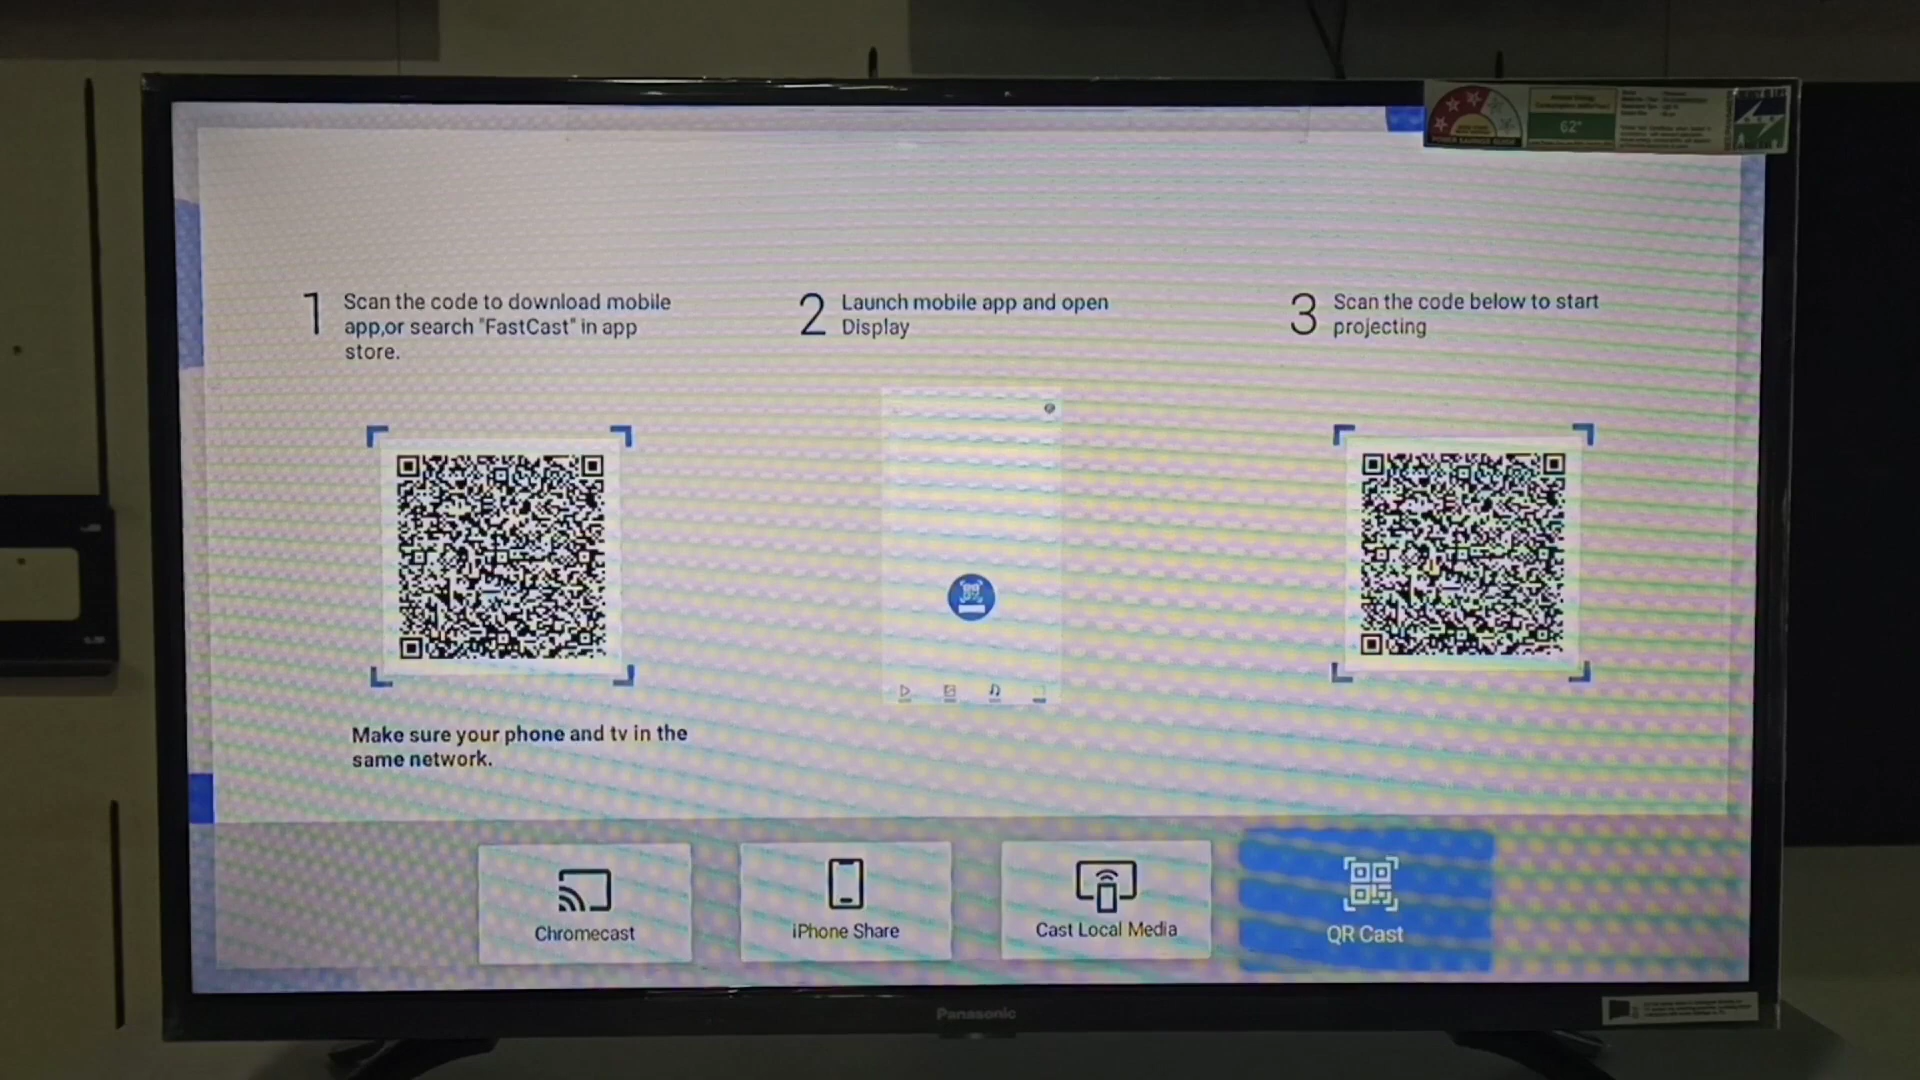 62*
1
Scan the code to download mobile
app,or search "FastCast" in app
store.
2
Launch mobile app and open
Display
3
Scan the code below to start
projecting
Make sure your phone and tv in the
same network.
Chromecast
iPhone Share
Cast Local Media
QR Cast
Panasonic